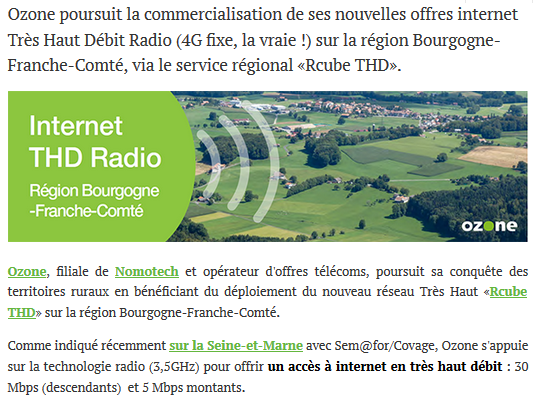 Ozone poursuit la commercialisation de ses nouvelles offres internet
Très Haut Débit Radio (4G fixe, la vraie !) sur la région Bourgogne-
Franche-Comté, via le service régional «Rcube THD».
Internet
THD Radio
Région Bourgogne
-Franche-Comté
ozone
Ozone, filiale de Nomotech et opérateur d'offres télécoms, poursuit sa conquête des
territoires ruraux en bénéficiant du déploiement du nouveau réseau Très Haut «Rcube
THD» sur la région Bourgogne-Franche-Comté.
Comme indiqué récemment sur la Seine-et-Marne avec Sem@for/Covage, Ozone s'appuie
sur la technologie radio (3,5GHz) pour offrir un accès à internet en très haut débit : 30
Mbps (descendants) et 5 Mbps montants.